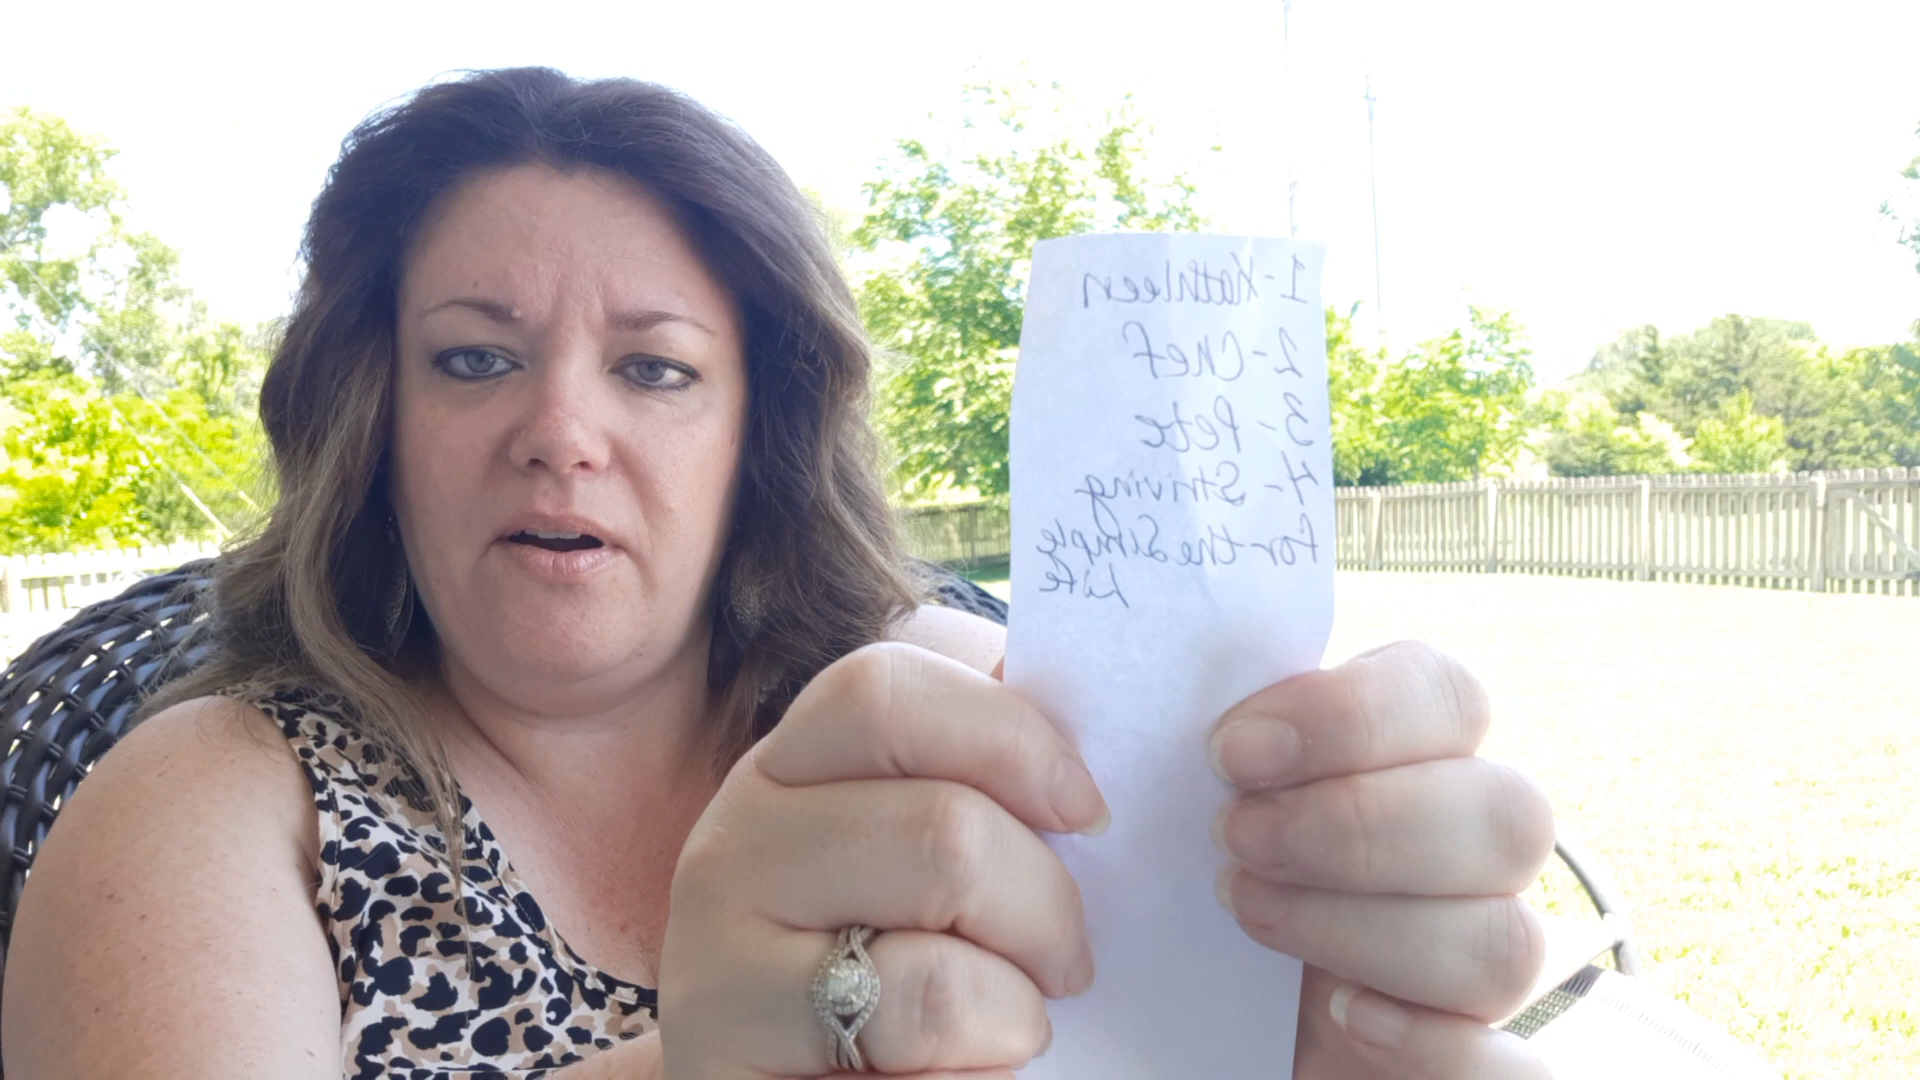 1-Kathleen
2-Chef
3-Pete
4-Striving
For the Simple
Life